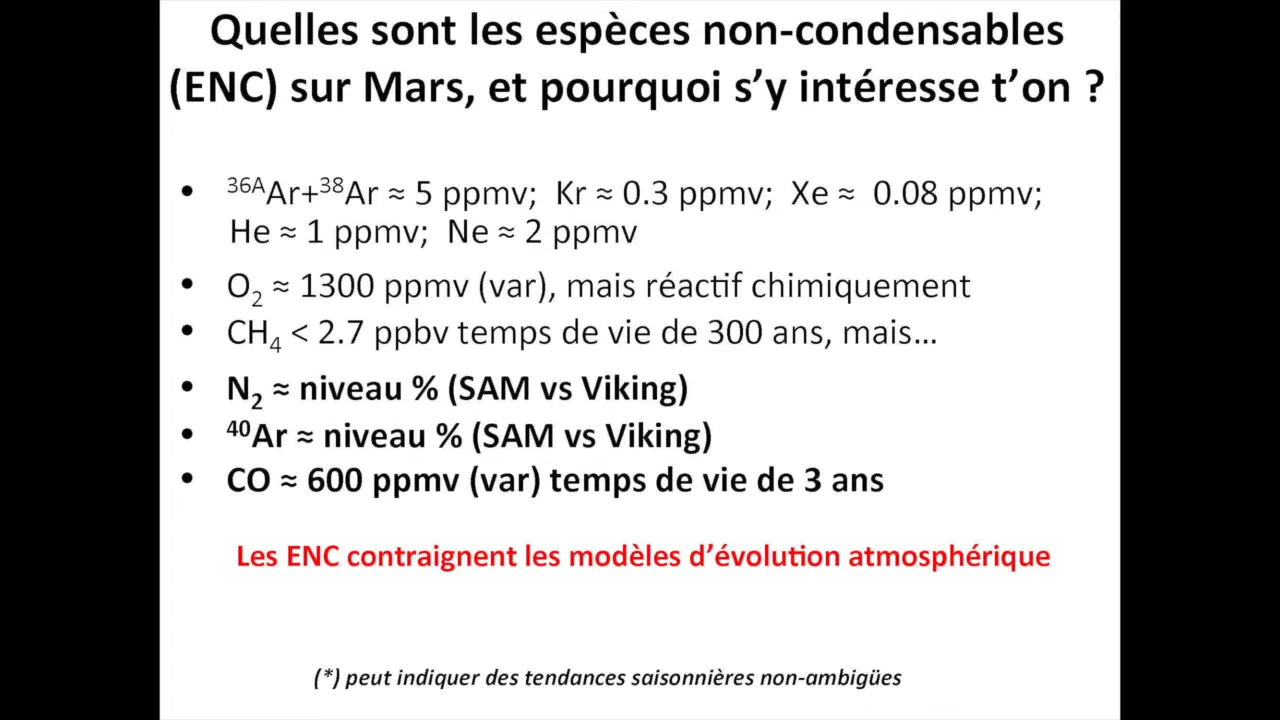 Quelles sont les espèces non-condensables
(ENC) sur Mars, et pourquoi s’y intéresse t’on ?
• ³⁶ᴬAr+³⁸Ar ≈ 5 ppmv; Kr ≈ 0.3 ppmv; Xe ≈ 0.08 ppmv;
He ≈ 1 ppmv; Ne ≈ 2 ppmv
• O₂ ≈ 1300 ppmv (var), mais réactif chimiquement
• CH₄ < 2.7 ppbv temps de vie de 300 ans, mais…
• N₂ ≈ niveau % (SAM vs Viking)
• ⁴⁰Ar ≈ niveau % (SAM vs Viking)
• CO ≈ 600 ppmv (var) temps de vie de 3 ans
Les ENC contraignent les modèles d’évolution atmosphérique
(*) peut indiquer des tendances saisonnières non-ambigües